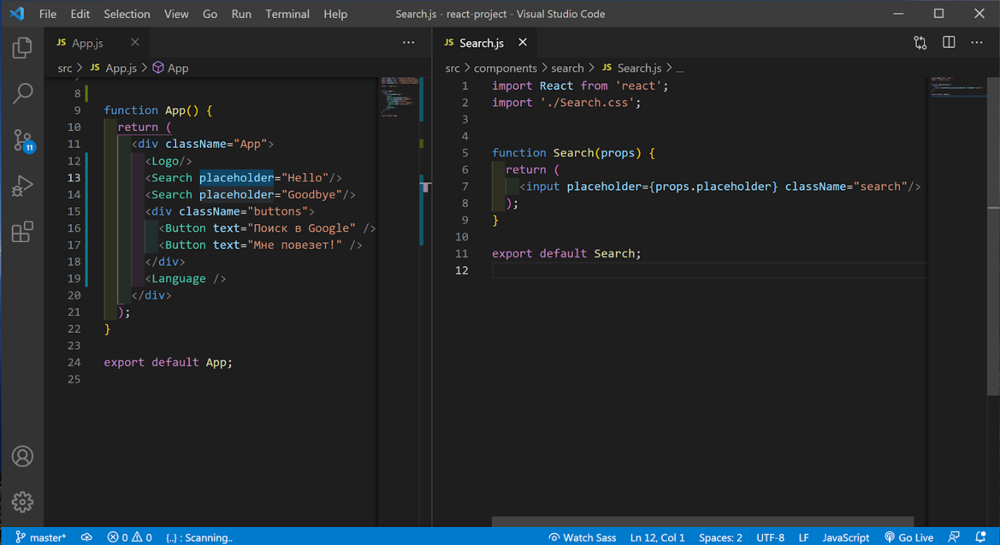 File Edit Selection View Go Run Terminal Help Search.js - react-project - Visual Studio Code
JS App.js
src > JS App.js > App
8
9 function App() {
10 return (
11 <div className="App">
12 <Logo/>
13 <Search placeholder="Hello"/>
14 <Search placeholder="Goodbye"/>
15 <div className="buttons">
16 <Button text="Поиск в Google" />
17 <Button text="Мне повезет!" />
18 </div>
19 <Language />
20 </div>
21 );
22 }
23
24 export default App;
25
JS Search.js
src > components > search > JS Search.js > ...
1 import React from 'react';
2 import './Search.css';
3
4
5 function Search(props) {
6 return (
7 <input placeholder={props.placeholder} className="search"/>
8 );
9 }
10
11 export default Search;
12
11
master* 0 0 {..} : Scanning.. Watch Sass Ln 12, Col 1 Spaces: 2 UTF-8 LF JavaScript Go Live